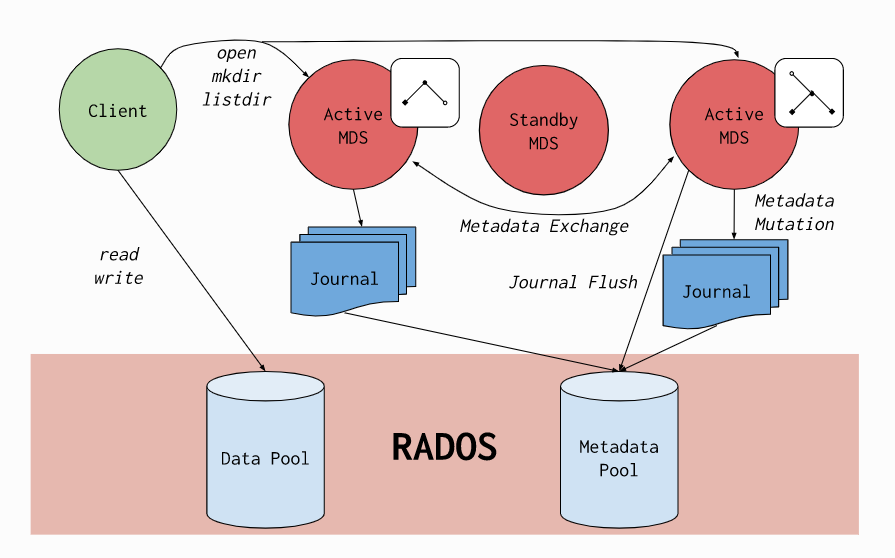 open
mkdir
listdir
Client
Active
MDS
Standby
MDS
Active
MDS
Metadata
Mutation
Metadata Exchange
read
write
Journal
Journal Flush
Journal
RADOS
Data Pool
Metadata
Pool